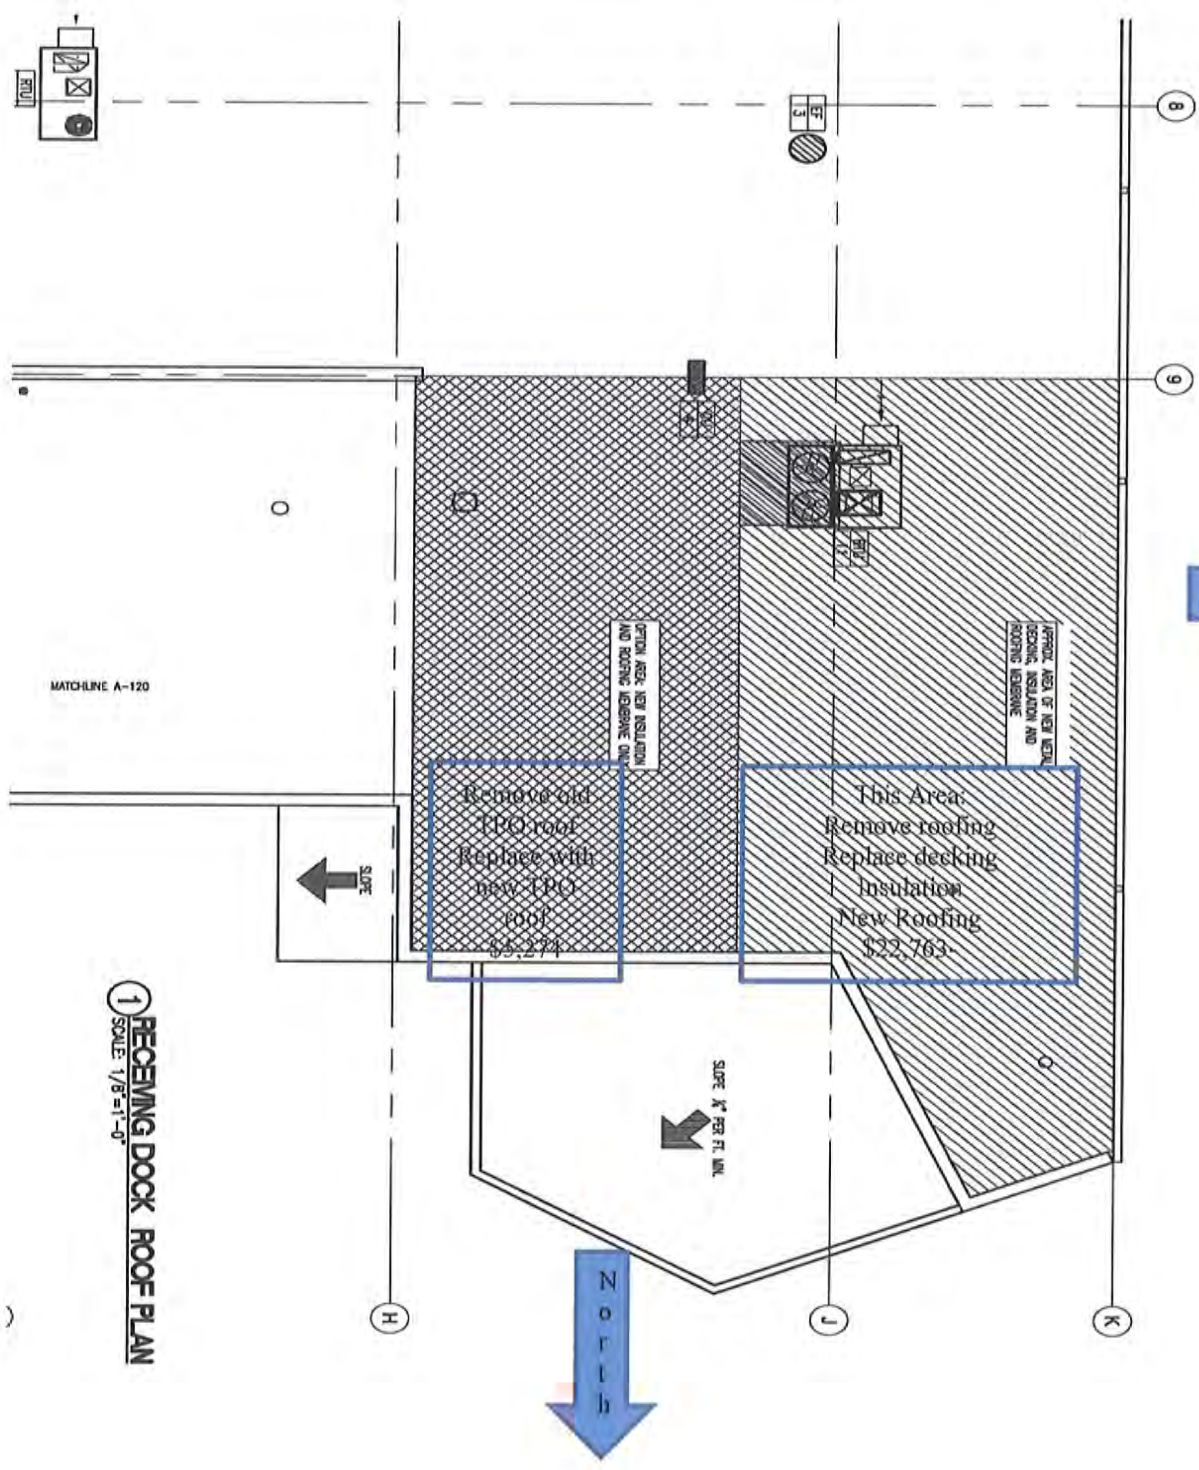 RTU
8
EF
3
9
RTU
11
APPROX. AREA OF NEW METAL
DECKING, INSULATION AND
ROOFING MEMBRANE
OPTION AREA: NEW INSULATION
AND ROOFING MEMBRANE ONLY
MATCHLINE A-120
Remove old
TPO roof
Replace with
new TPO
roof
$5,274
This Area:
Remove roofing
Replace decking
Insulation
New Roofing
$22,763
SLOPE
SLOPE ¼" PER FT. MIN.
1
RECEIVING DOCK ROOF PLAN
SCALE: 1/8"=1'-0"
H
J
K
North